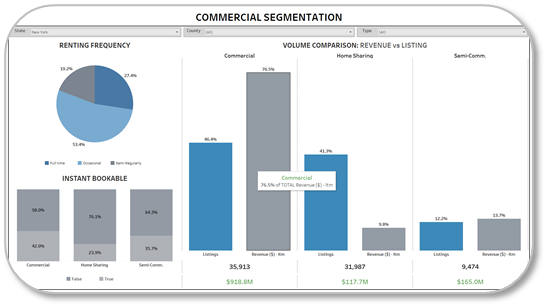 COMMERCIAL SEGMENTATION
State New York County (All) Type (All)
RENTING FREQUENCY
19.2%
27.4%
53.4%
Full time Occasional Semi-Regularly
INSTANT BOOKABLE
58.0% 76.1% 64.3%
42.0% 23.9% 35.7%
Commercial Home Sharing Semi-Comm.
False True
VOLUME COMPARISON: REVENUE vs LISTING
Commercial Home Sharing Semi-Comm.
76.5%
46.4%
41.3%
9.8%
12.2%
13.7%
Commercial
76.5% of TOTAL Revenue ($) - ltm
Listings Revenue ($) - ltm Listings Revenue ($) - ltm Listings Revenue ($) - ltm
35,913 31,987 9,474
$918.8M $117.7M $165.0M